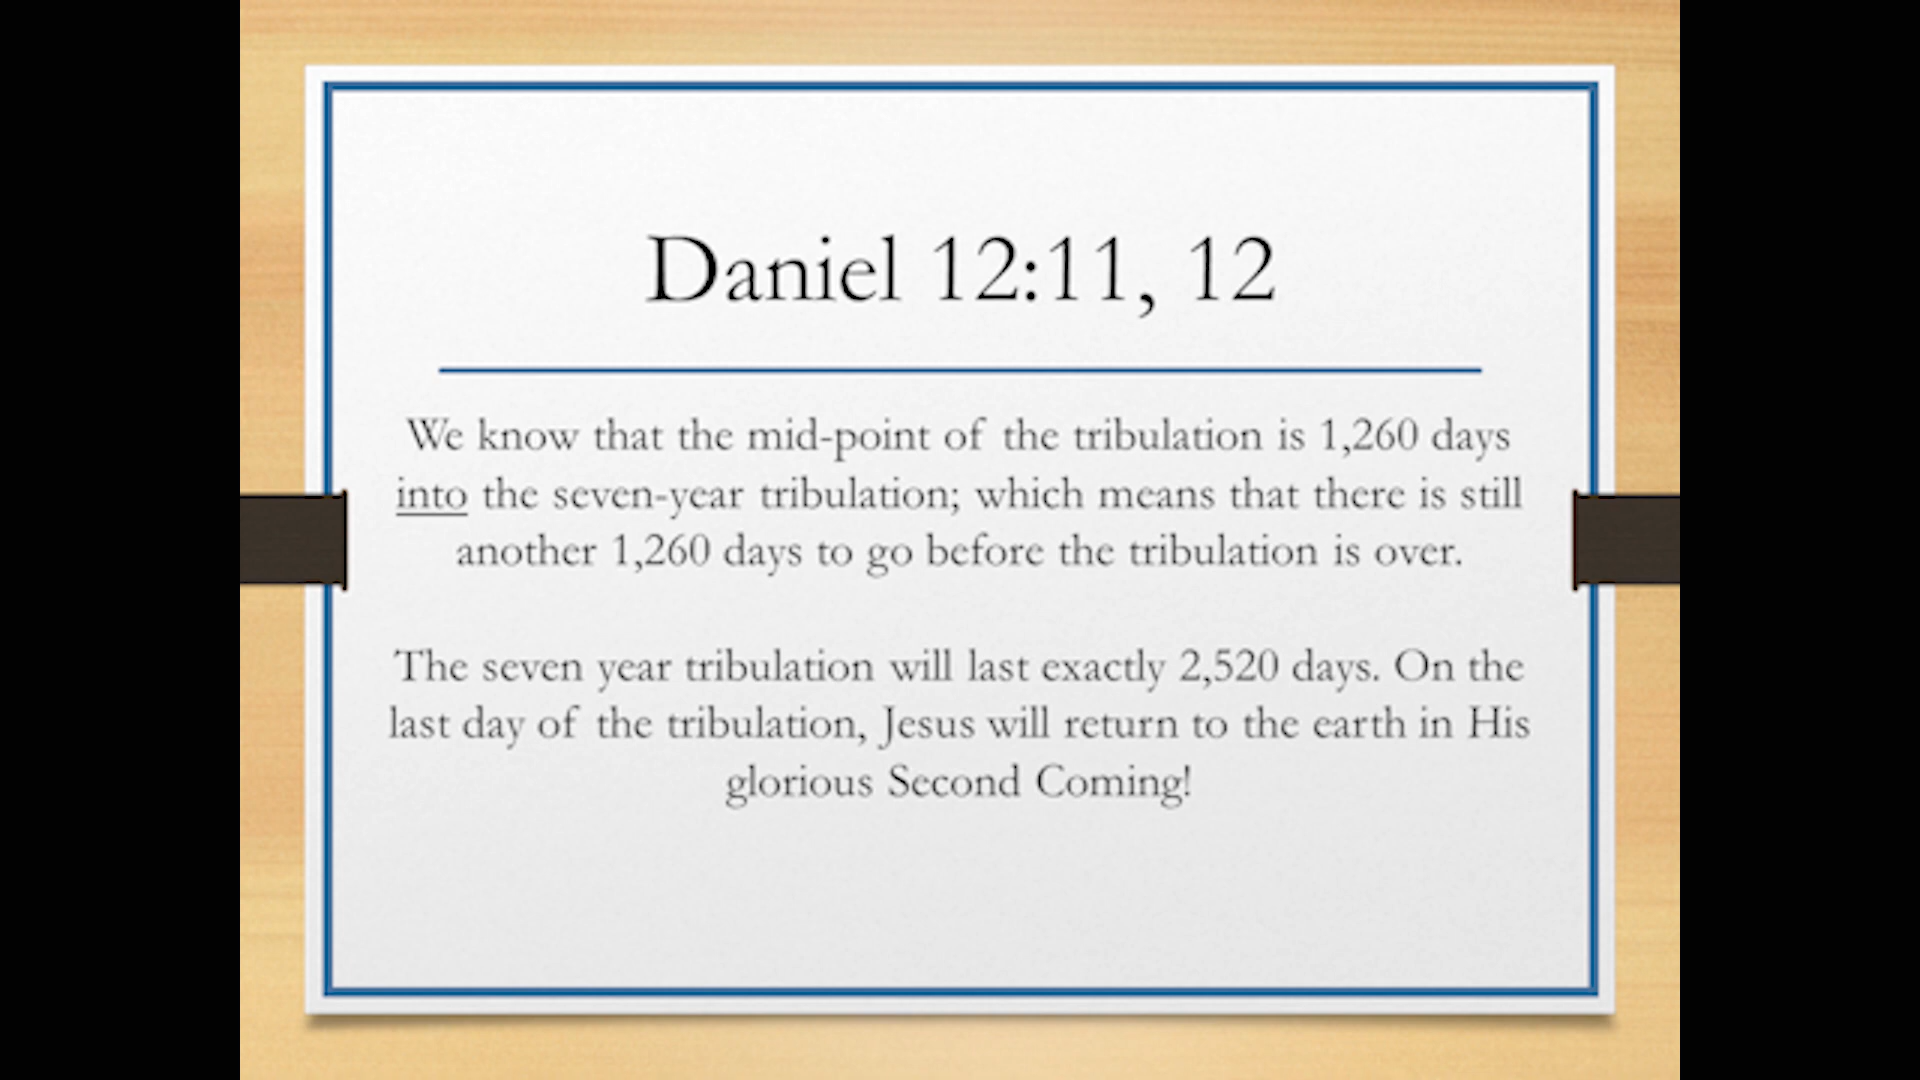 Daniel 12:11, 12
We know that the mid-point of the tribulation is 1,260 days
into the seven-year tribulation; which means that there is still
another 1,260 days to go before the tribulation is over.
The seven year tribulation will last exactly 2,520 days. On the
last day of the tribulation, Jesus will return to the earth in His
glorious Second Coming!